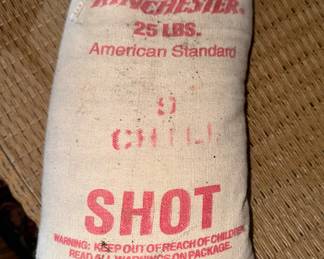 WINCHESTER®
25 LBS.
American Standard
9
CHILL
SHOT
WARNING: KEEP OUT OF REACH OF CHILDREN
READ ALL WARNINGS ON PACKAGE.